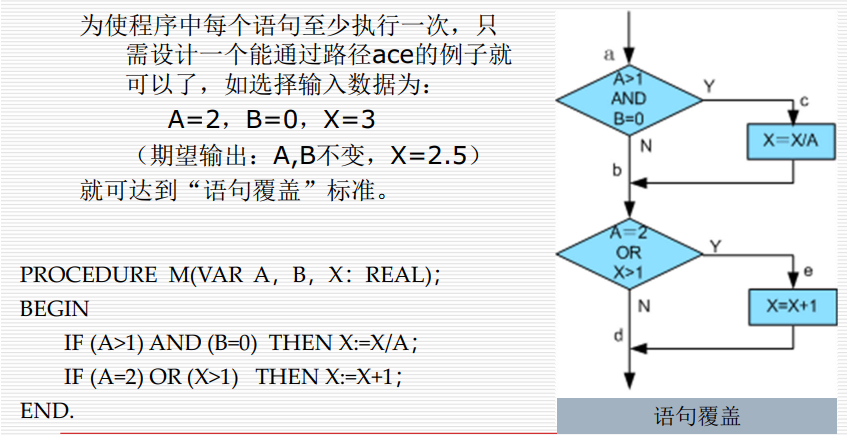 为使程序中每个语句至少执行一次，只
需设计一个能通过路径ace的例子就
可以了，如选择输入数据为：
A=2，B=0，X=3
（期望输出：A,B不变，X=2.5）
就可达到“语句覆盖”标准。
PROCEDURE M(VAR A，B，X：REAL)；
BEGIN
IF (A>1) AND (B=0) THEN X:=X/A；
IF (A=2) OR (X>1) THEN X:=X+1；
END.
a
A>1
AND
B=0
Y
c
X＝X/A
N
b
A＝2
OR
X>1
Y
e
X=X+1
N
d
语句覆盖